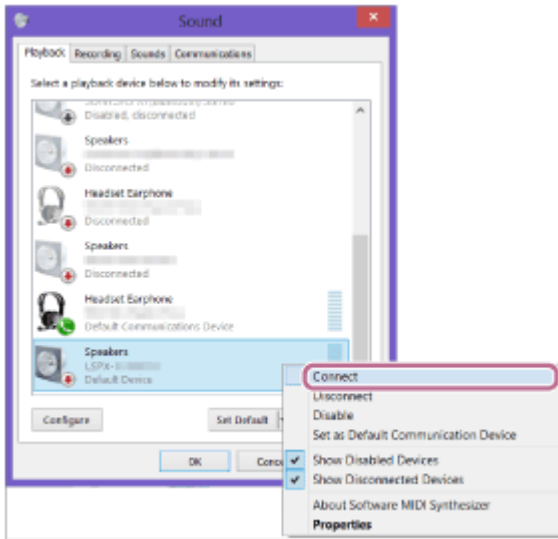 Sound
Playback Recording Sounds Communications
Select a playback device below to modify its settings:
Disabled, disconnected
Speakers
Disconnected
Headset Earphone
Disconnected
Speakers
Disconnected
Headset Earphone
Default Communications Device
Speakers
LSPX-
Default Device
Configure
Set Default
OK
Canc
Connect
Disconnect
Disable
Set as Default Communication Device
Show Disabled Devices
Show Disconnected Devices
About Software MIDI Synthesizer
Properties